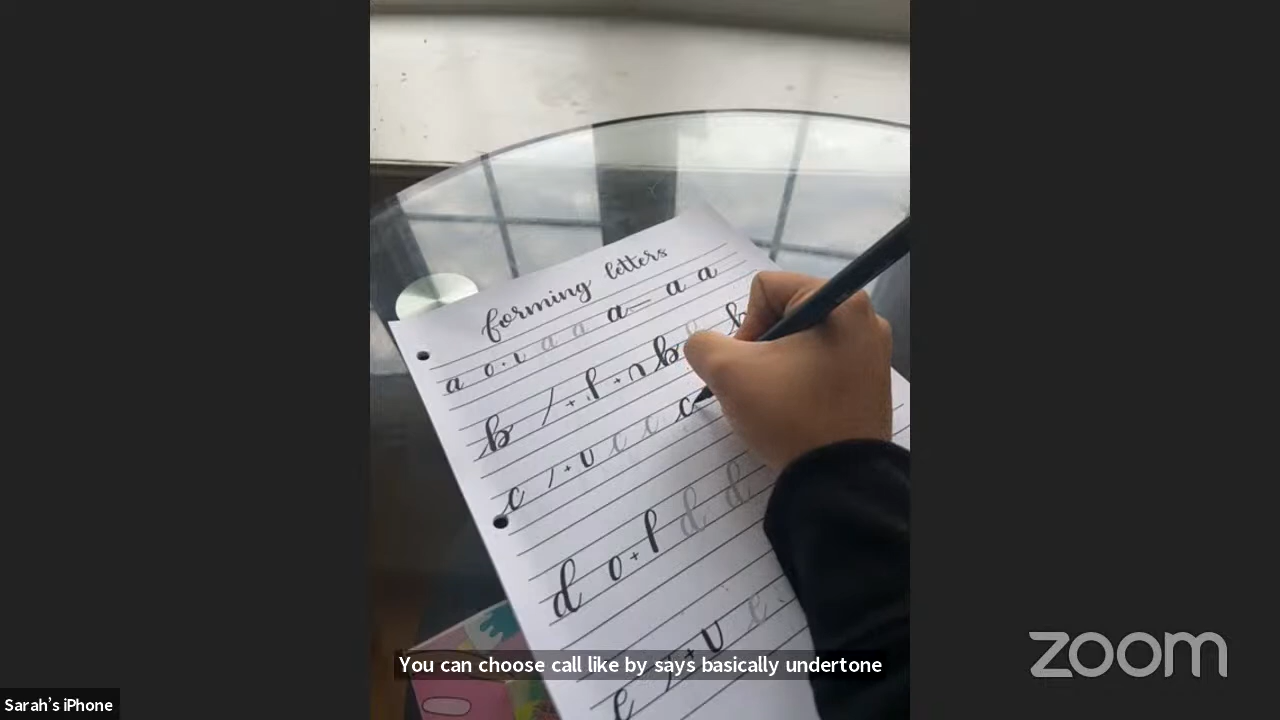 forming letters
a o + ι a a a a a
b / + l + n b b
c / + υ c c c
d o + l d d
e / + υ e
You can choose call like by says basically undertone
zoom
Sarah's iPhone